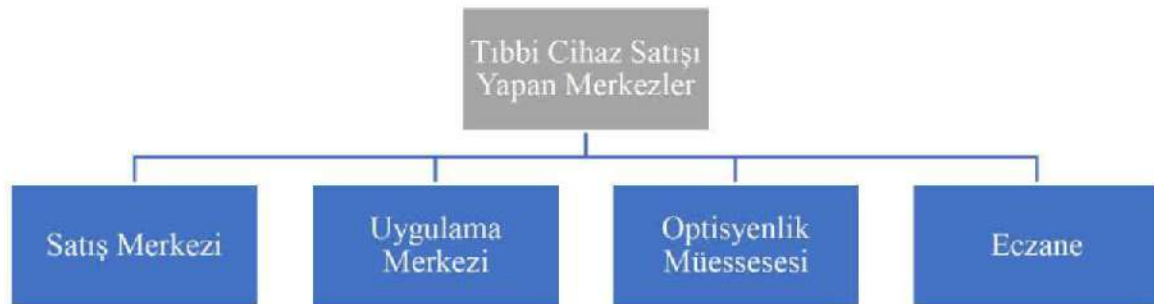 Tıbbi Cihaz Satışı
Yapan Merkezler
Satış Merkezi
Uygulama
Merkezi
Optisyenlik
Müessesesi
Eczane